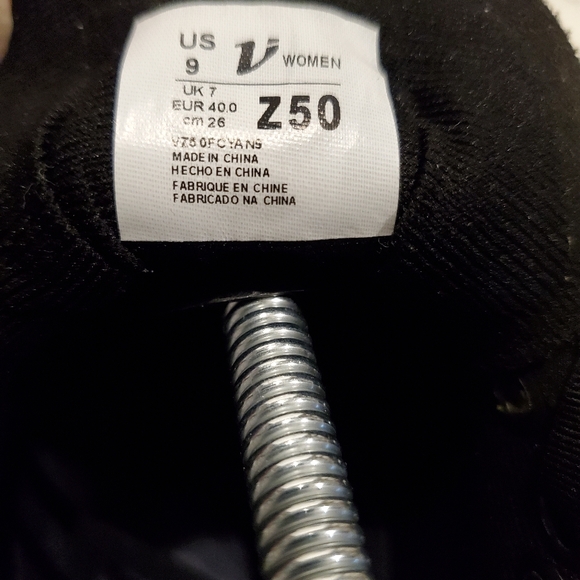 US
9
WOMEN
UK 7
EUR 40.0
cm 26
Z50
MADE IN CHINA
HECHO EN CHINA
FABRIQUE EN CHINE
FABRICADO NA CHINA